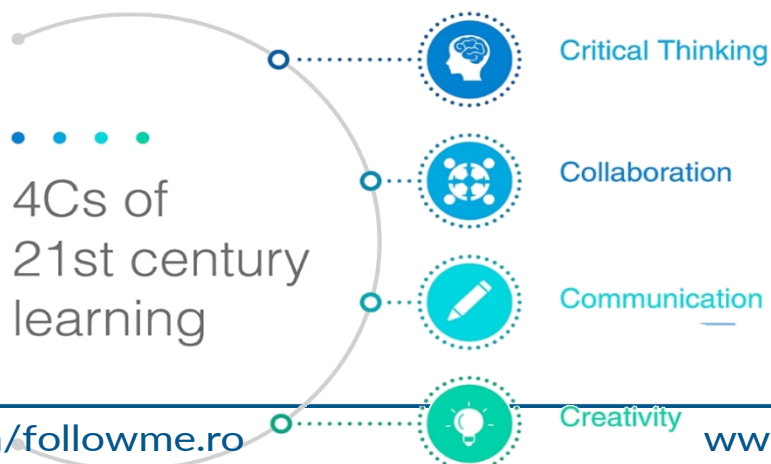 Critical Thinking
4Cs of
21st century
learning
Collaboration
Communication
Creativity
/followme.ro
ww